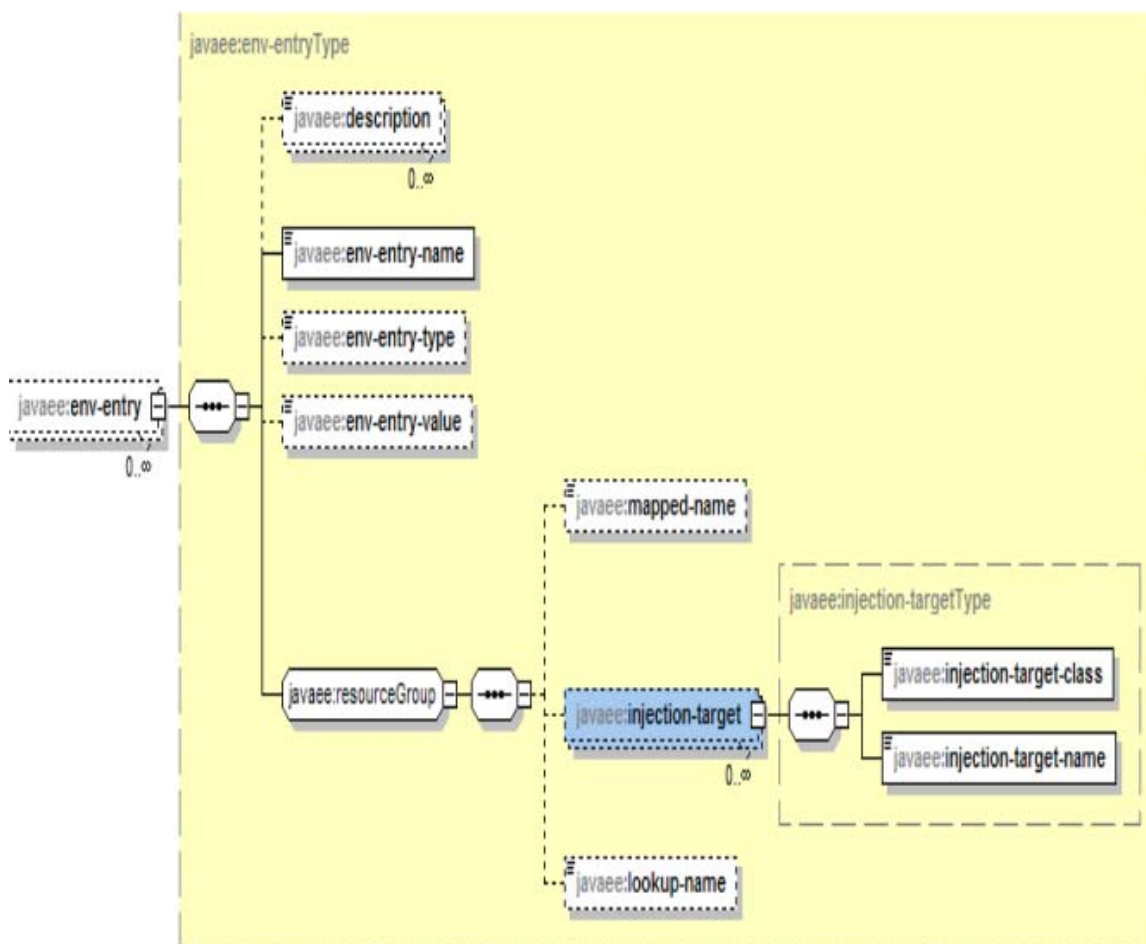 javaee:env-entryType
javaee:description
0..∞
javaee:env-entry-name
javaee:env-entry-type
javaee:env-entry
0..∞
javaee:env-entry-value
javaee:mapped-name
javaee:injection-targetType
javaee:injection-target-class
javaee:resourceGroup
javaee:injection-target
0..∞
javaee:injection-target-name
javaee:lookup-name